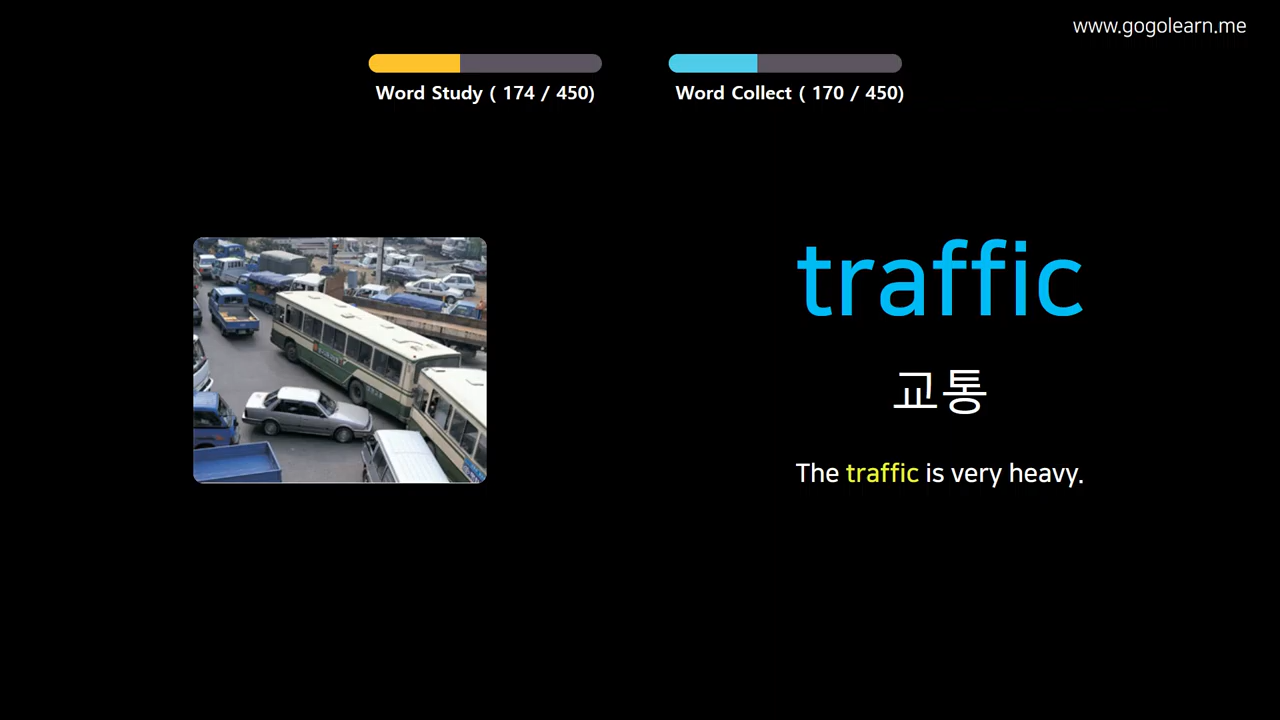 www.gogolearn.me
Word Study ( 174 / 450)
Word Collect ( 170 / 450)
traffic
교통
The traffic is very heavy.